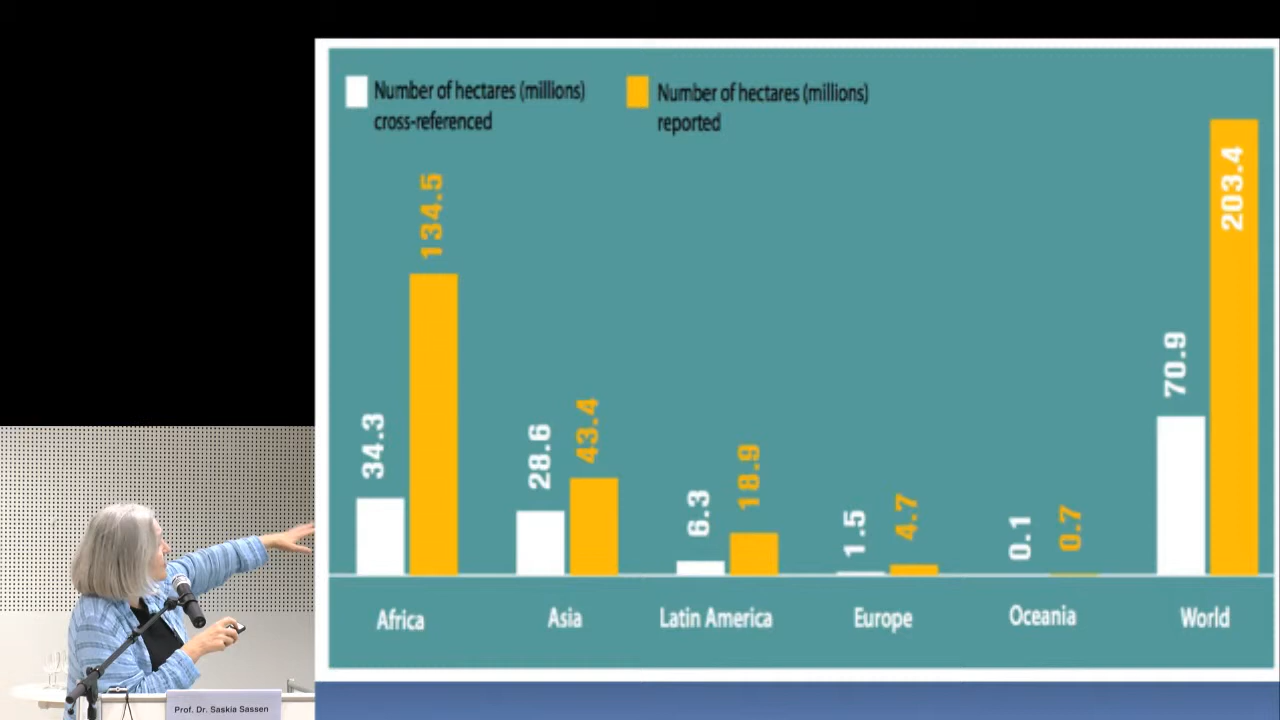 Number of hectares (millions)
cross-referenced
Number of hectares (millions)
reported
34.3
134.5
28.6
43.4
6.3
18.9
1.5
4.7
0.1
0.7
70.9
203.4
Africa
Asia
Latin America
Europe
Oceania
World
Prof. Dr. Saskia Sassen